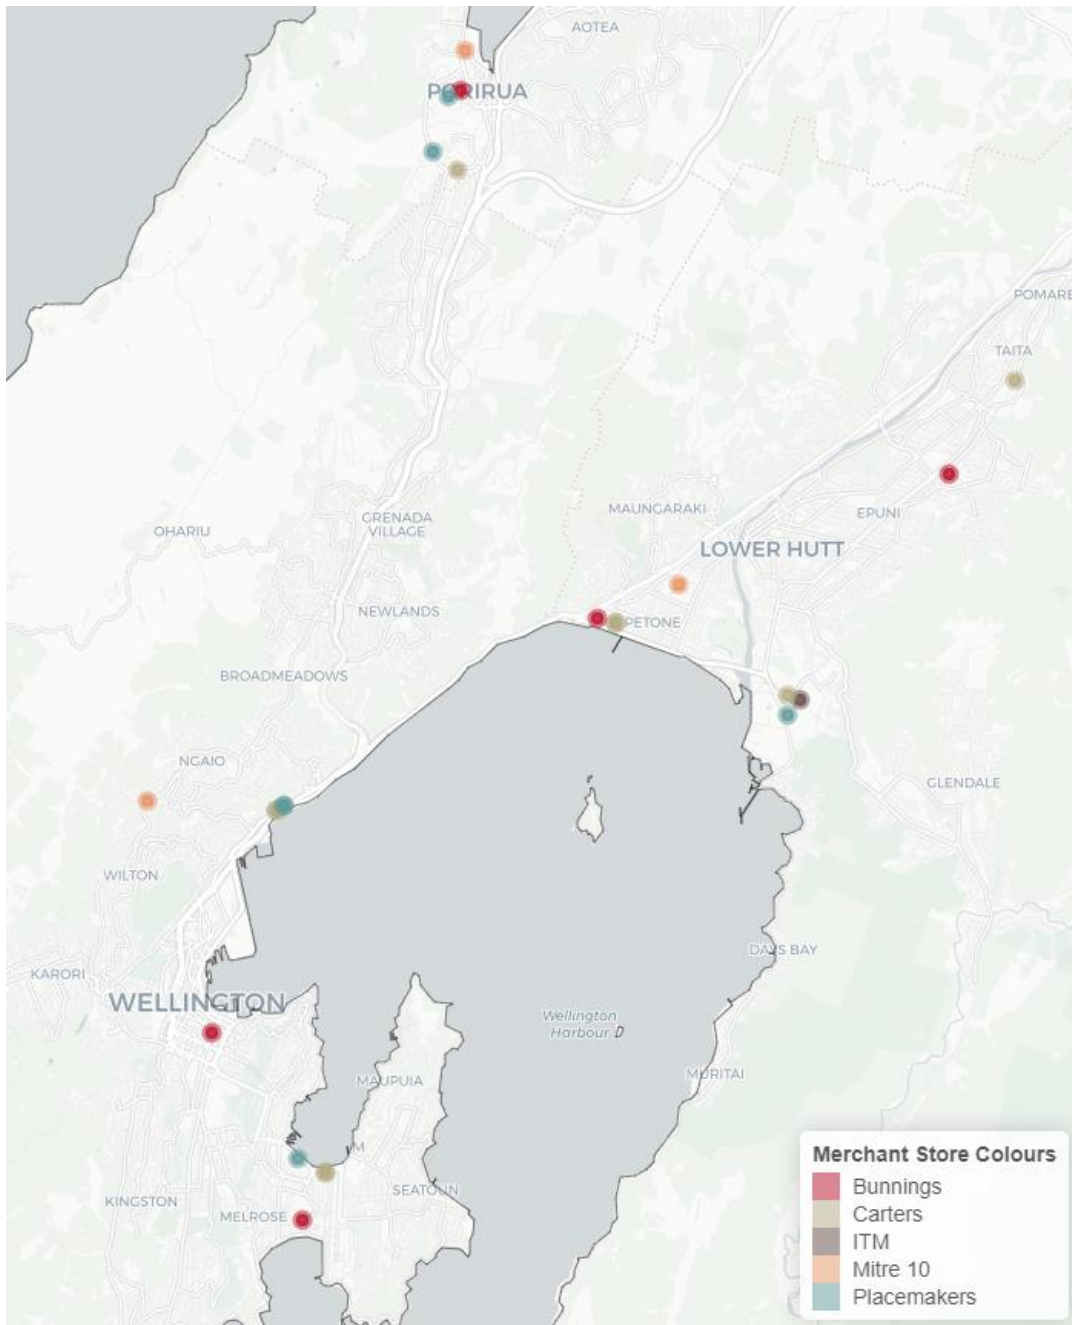 AOTEA
PORIRUA
POMARE
TAITA
MAUNGARAKI
EPUNI
GRENADA
VILLAGE
OHARIU
LOWER HUTT
NEWLANDS
PETONE
BROADMEADOWS
NGAIO
GLENDALE
WILTON
DAYS BAY
KARORI
WELLINGTON
Wellington
Harbour
MAUPUIA
MURITAI
M
SEATOUN
KINGSTON
MELROSE
Merchant Store Colours
Bunnings
Carters
ITM
Mitre 10
Placemakers